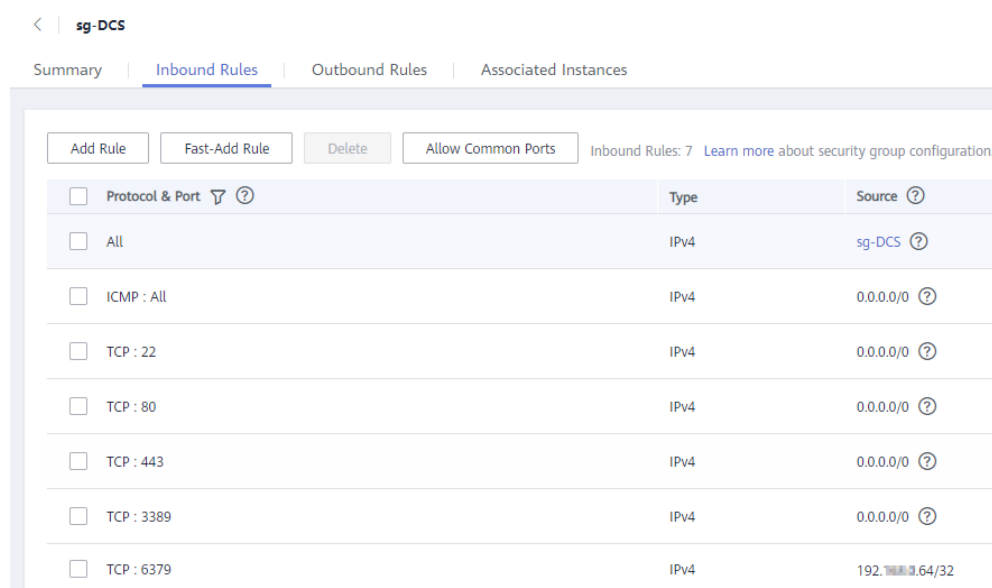 sg-DCS
Summary Inbound Rules Outbound Rules Associated Instances
Add Rule Fast-Add Rule Delete Allow Common Ports Inbound Rules: 7 Learn more about security group configuration
Protocol & Port Type Source
All IPv4 sg-DCS
ICMP : All IPv4 0.0.0.0/0
TCP : 22 IPv4 0.0.0.0/0
TCP : 80 IPv4 0.0.0.0/0
TCP : 443 IPv4 0.0.0.0/0
TCP : 3389 IPv4 0.0.0.0/0
TCP : 6379 IPv4 192. .64/32